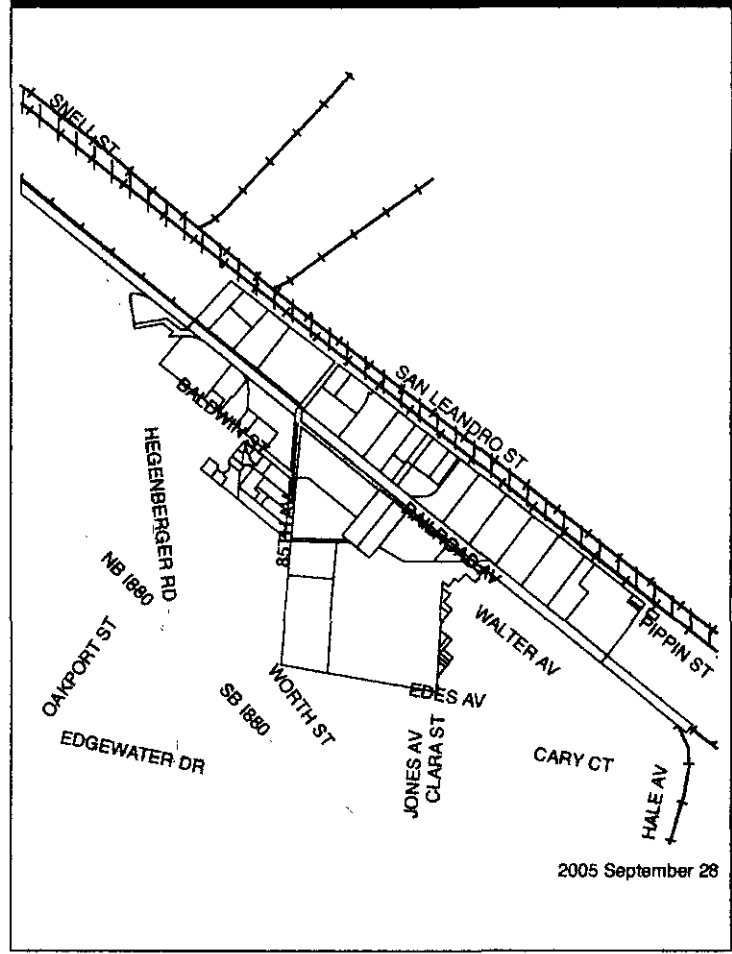 SNELL ST
SAN LEANDRO ST
BALDWIN ST
HEGENBERGER RD
85TH AV
RAILROAD AV
NB I880
WALTER AV
PIPPIN ST
OAKPORT ST
WORTH ST
SB I880
EDES AV
EDGEWATER DR
JONES AV
CLARA ST
CARY CT
HALE AV
2005 September 28